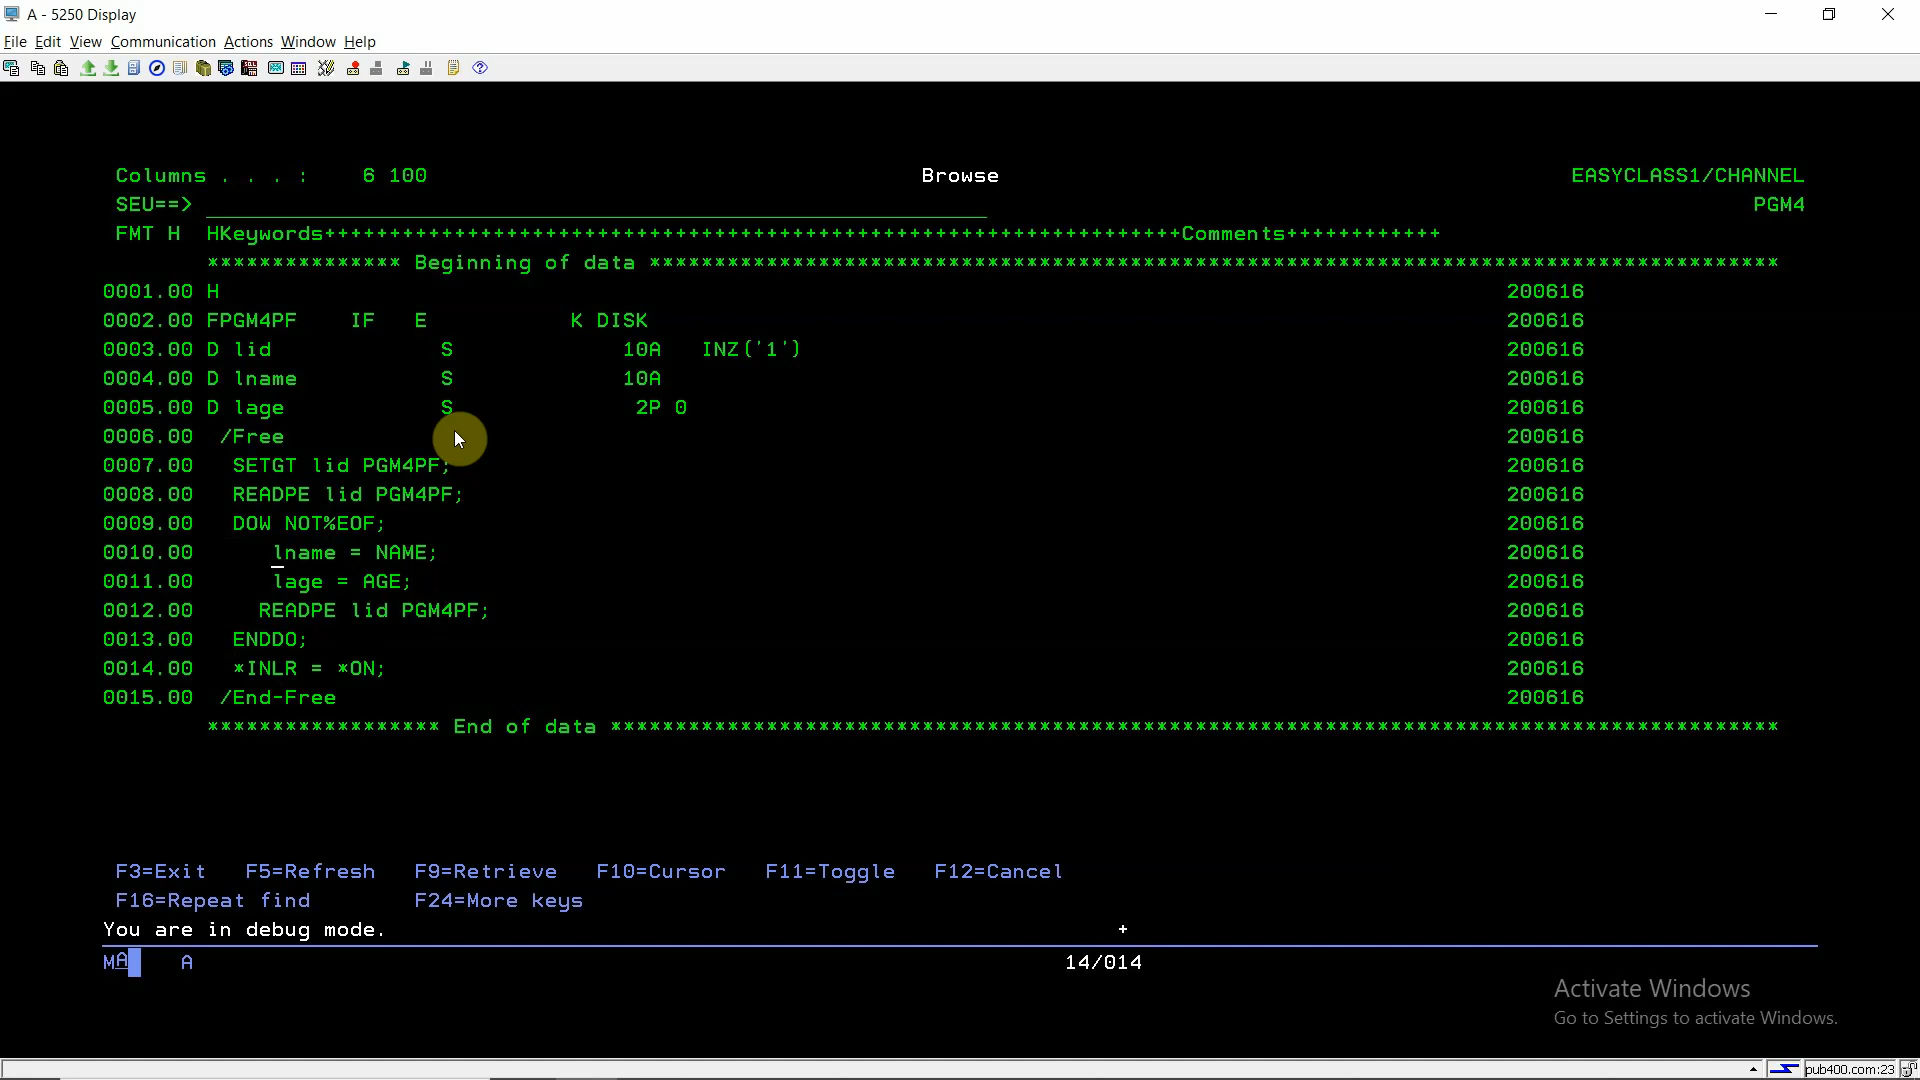 A - 5250 Display
File Edit View Communication Actions Window Help
Columns . . . : 6 100 Browse EASYCLASS1/CHANNEL
SEU==> PGM4
FMT H HKeywords++++++++++++++++++++++++++++++++++++++++++++++++++++++++++++++++++Comments++++++++++++
*************** Beginning of data ***************************************************************************************
0001.00 H 200616
0002.00 FPGM4PF IF E K DISK 200616
0003.00 D lid S 10A INZ('1') 200616
0004.00 D lname S 10A 200616
0005.00 D lage S 2P 0 200616
0006.00 /Free 200616
0007.00 SETGT lid PGM4PF; 200616
0008.00 READPE lid PGM4PF; 200616
0009.00 DOW NOT%EOF; 200616
0010.00 lname = NAME; 200616
0011.00 lage = AGE; 200616
0012.00 READPE lid PGM4PF; 200616
0013.00 ENDDO; 200616
0014.00 *INLR = *ON; 200616
0015.00 /End-Free 200616
****************** End of data ******************************************************************************************
F3=Exit F5=Refresh F9=Retrieve F10=Cursor F11=Toggle F12=Cancel
F16=Repeat find F24=More keys
You are in debug mode. +
MA A 14/014
Activate Windows
Go to Settings to activate Windows.
pub400.com:23